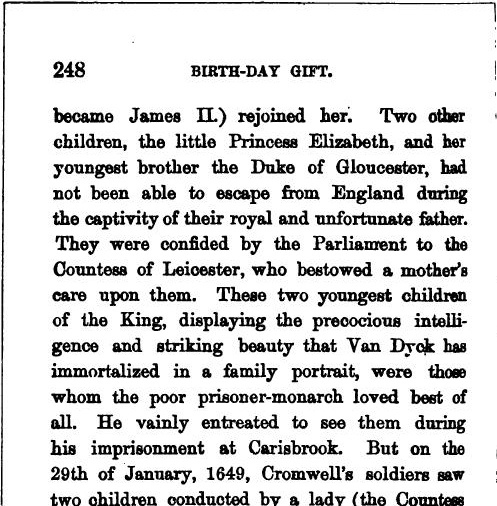 248 BIRTH-DAY GIFT.
became James II.) rejoined her. Two other
children, the little Princess Elizabeth, and her
youngest brother the Duke of Gloucester, had
not been able to escape from England during
the captivity of their royal and unfortunate father.
They were confided by the Parliament to the
Countess of Leicester, who bestowed a mother's
care upon them. These two youngest children
of the King, displaying the precocious intelli-
gence and striking beauty that Van Dyck has
immortalized in a family portrait, were those
whom the poor prisoner-monarch loved best of
all. He vainly entreated to see them during
his imprisonment at Carisbrook. But on the
29th of January, 1649, Cromwell's soldiers saw
two children conducted by a lady (the Countess